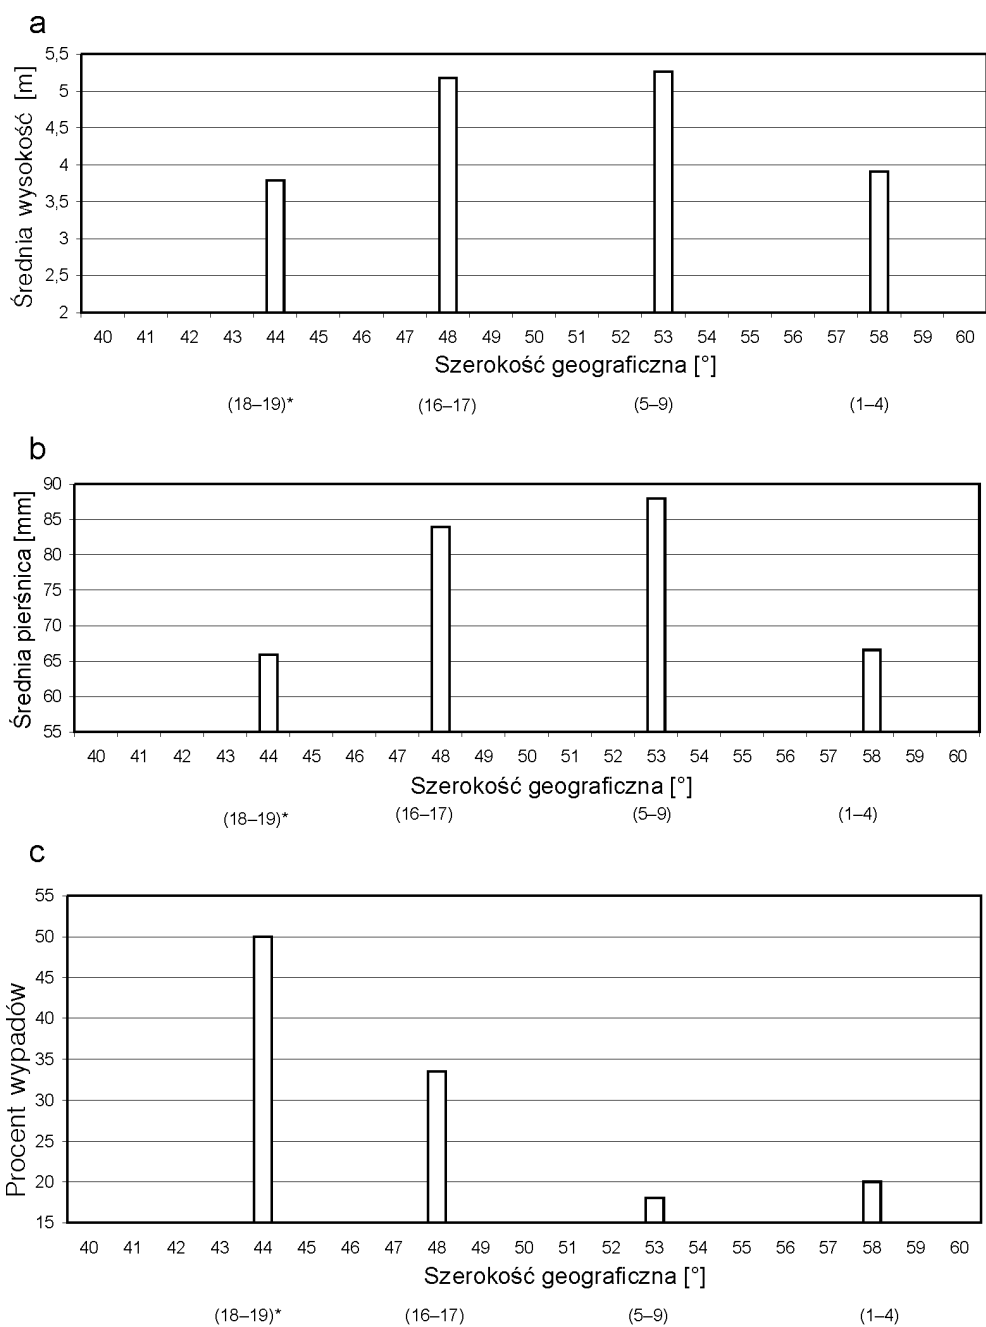 a
Średnia wysokość [m]
5,5
5
4,5
4
3,5
3
2,5
2
40 41 42 43 44 45 46 47 48 49 50 51 52 53 54 55 56 57 58 59 60
Szerokość geograficzna [°]
(18–19)* (16–17) (5–9) (1–4)
b
Średnia pierśnica [mm]
90
85
80
75
70
65
60
55
40 41 42 43 44 45 46 47 48 49 50 51 52 53 54 55 56 57 58 59 60
Szerokość geograficzna [°]
(18–19)* (16–17) (5–9) (1–4)
c
Procent wypadów
55
50
45
40
35
30
25
20
15
40 41 42 43 44 45 46 47 48 49 50 51 52 53 54 55 56 57 58 59 60
Szerokość geograficzna [°]
(18–19)* (16–17) (5–9) (1–4)